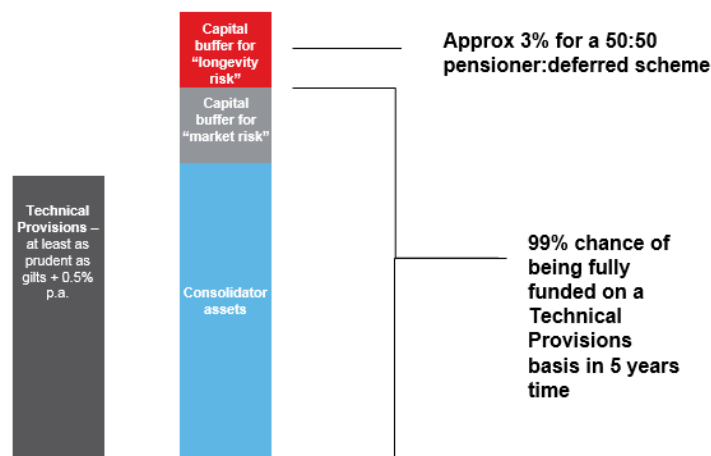 Capital
buffer for
“longevity
risk”
Approx 3% for a 50:50
pensioner:deferred scheme
Capital
buffer for
“market risk”
Technical
Provisions –
at least as
prudent as
gilts + 0.5%
p.a.
Consolidator
assets
99% chance of
being fully
funded on a
Technical
Provisions
basis in 5 years
time